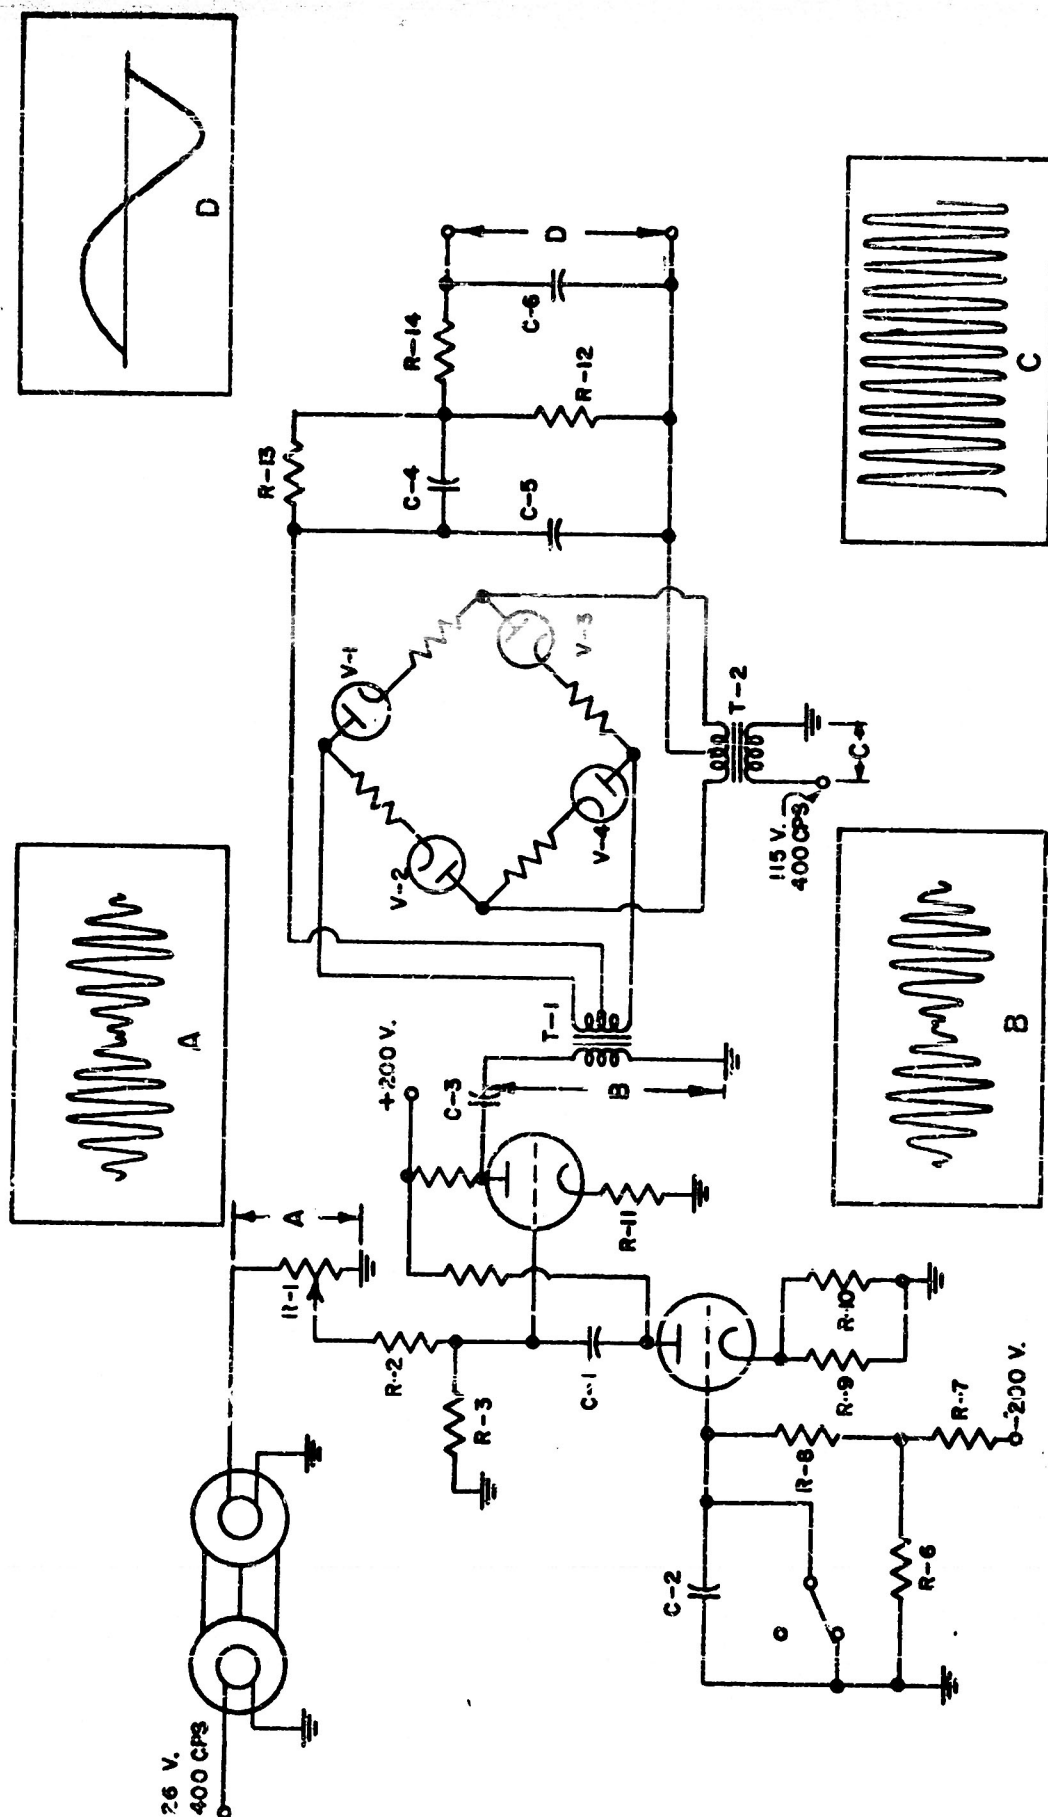 D
R-13
R-14
C-4
C-5
C-6
R-12
D
C
V-1
V-2
V-3
V-4
T-2
115 V.
400 CPS
C
A
T-1
+200 V.
C-3
B
B
A
R-1
R-2
R-3
C-1
R-11
R-10
R-9
R-8
R-7
-200 V.
R-6
C-2
26 V.
400 CPS